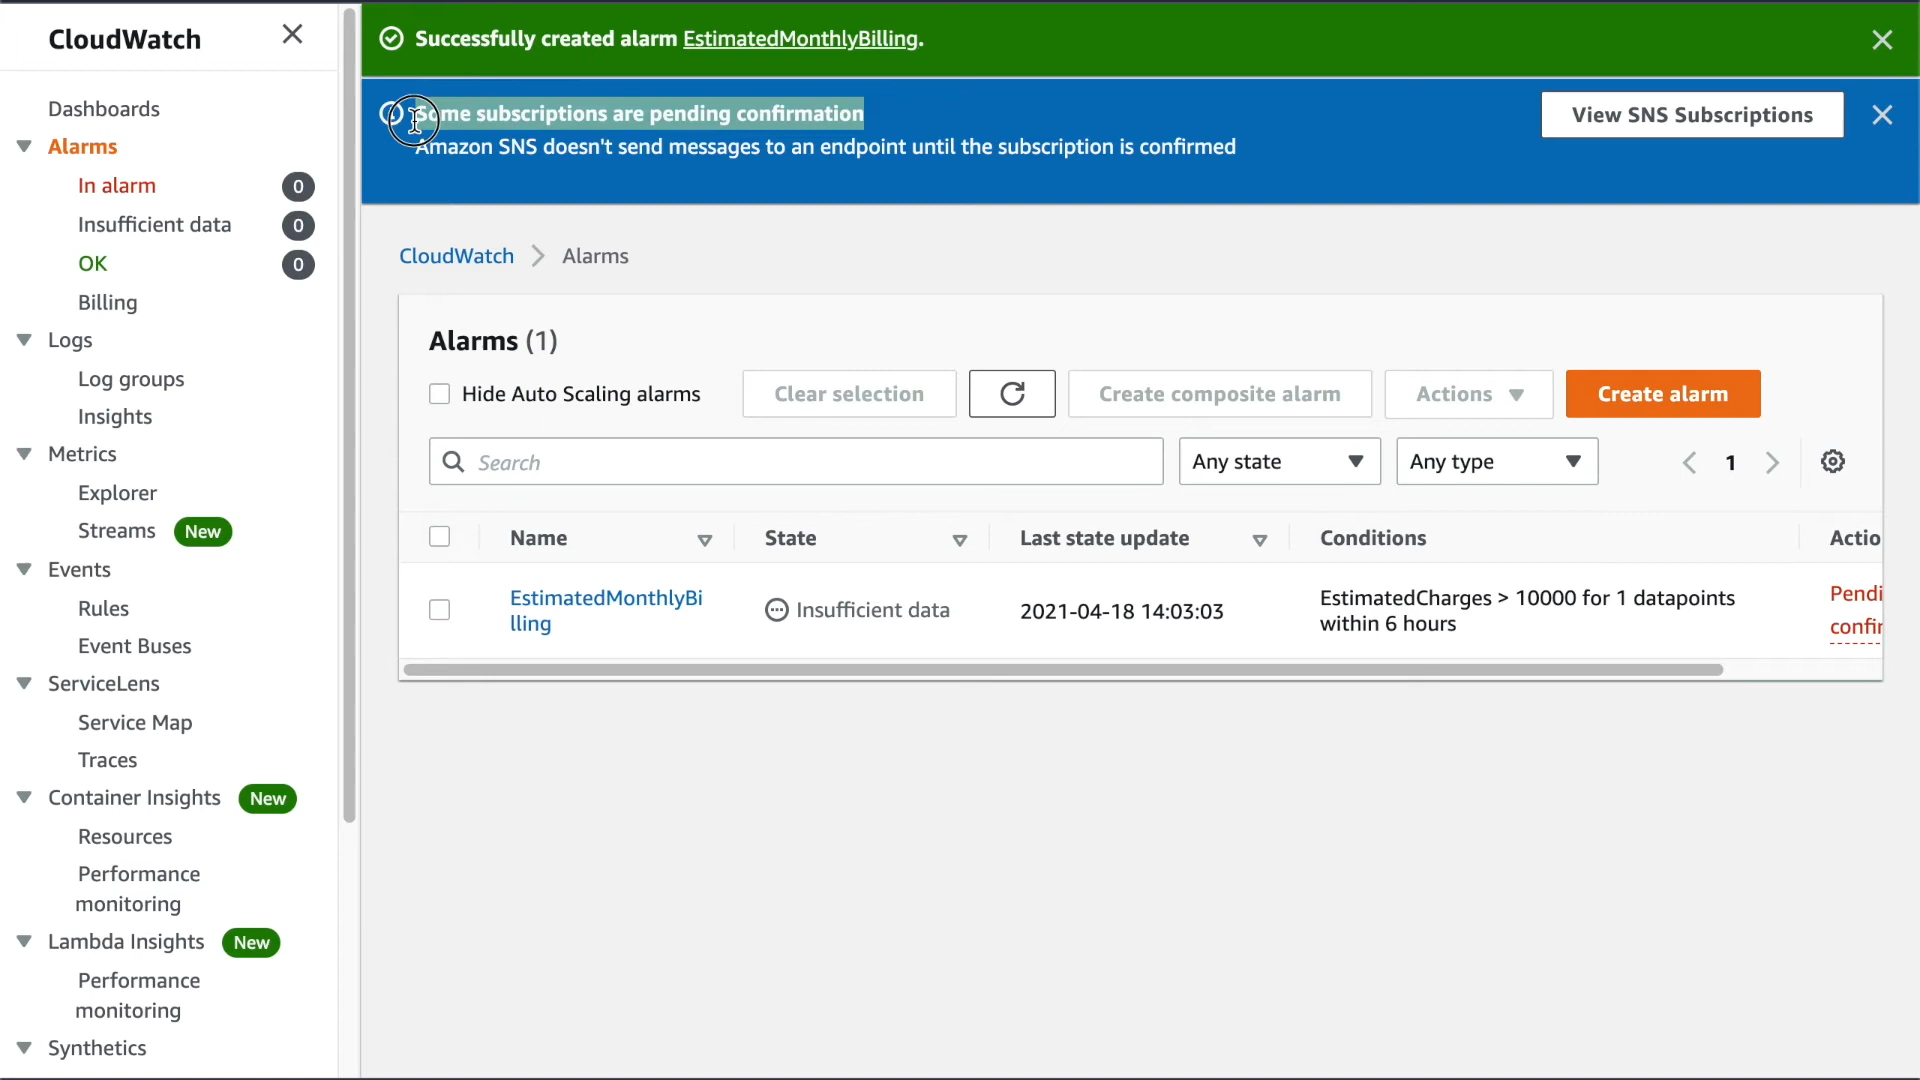 CloudWatch
Dashboards
Alarms
In alarm 0
Insufficient data 0
OK 0
Billing
Logs
Log groups
Insights
Metrics
Explorer
Streams New
Events
Rules
Event Buses
ServiceLens
Service Map
Traces
Container Insights New
Resources
Performance
monitoring
Lambda Insights New
Performance
monitoring
Synthetics
Successfully created alarm EstimatedMonthlyBilling.
Some subscriptions are pending confirmation
Amazon SNS doesn't send messages to an endpoint until the subscription is confirmed
View SNS Subscriptions
CloudWatch Alarms
Alarms (1)
Hide Auto Scaling alarms Clear selection Create composite alarm Actions Create alarm
Search Any state Any type 1
Name State Last state update Conditions Actio
EstimatedMonthlyBi
lling
Insufficient data
2021-04-18 14:03:03
EstimatedCharges > 10000 for 1 datapoints
within 6 hours
Pendi
confir